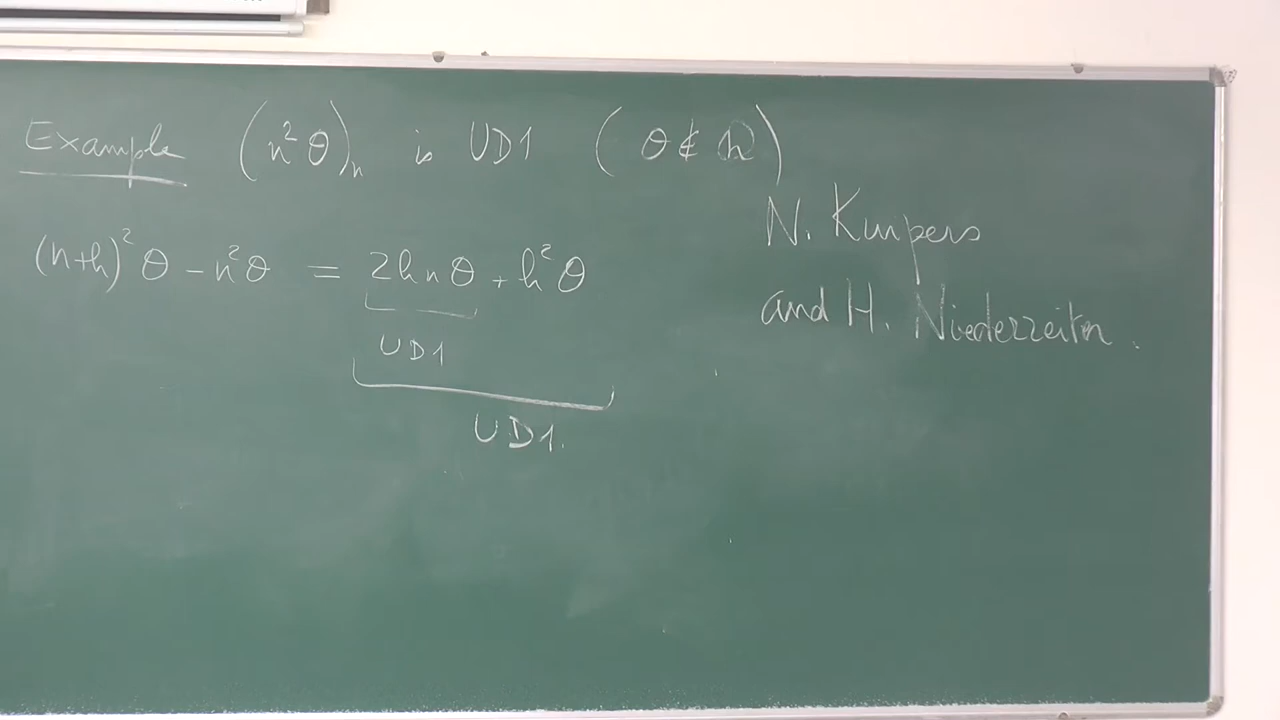 Example (n²θ)ₙ is UD1 (θ ∉ ℚ)
(n+h)²θ - n²θ = 2hnθ + h²θ
UD1
UD1.
N. Kuipers
and H. Niederreiter.